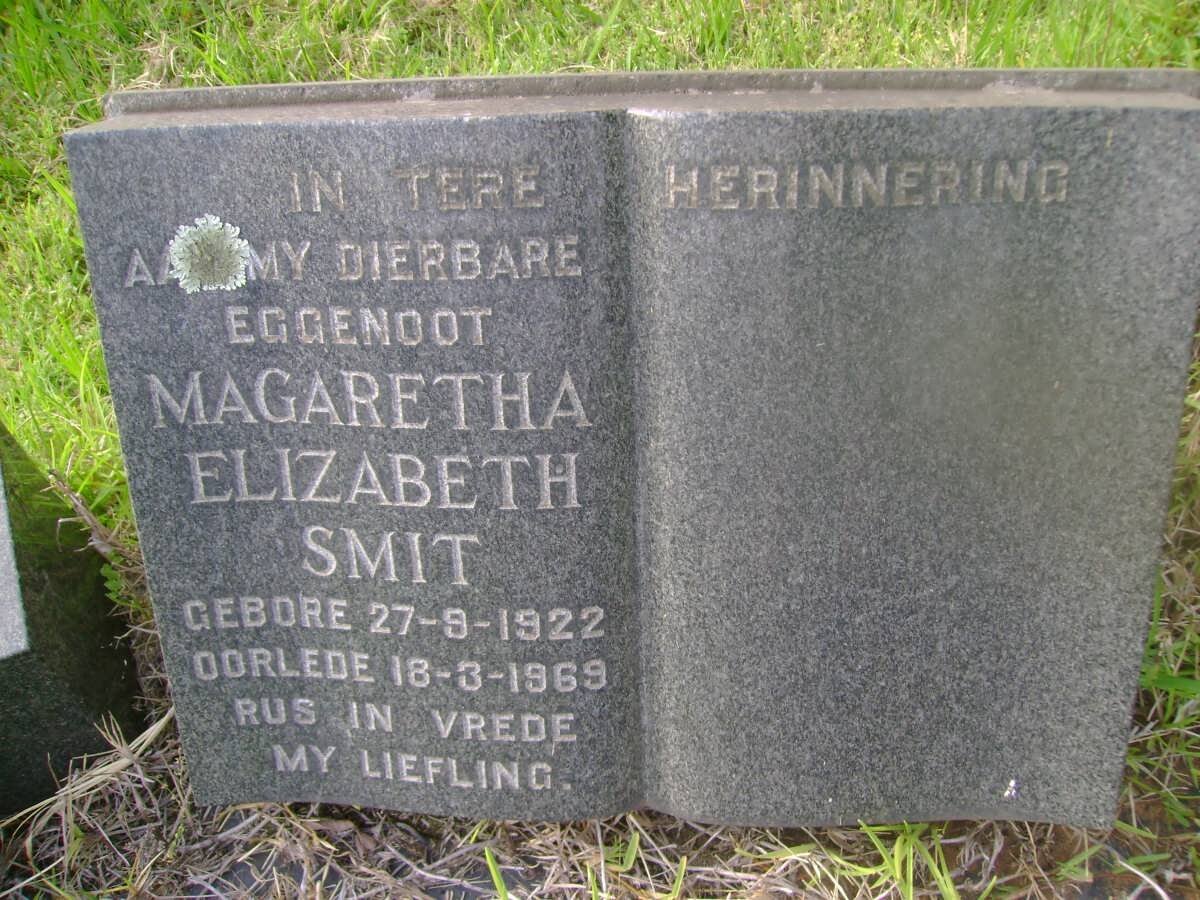 IN TERE HERINNERING
MY DIERBARE
EGGENOOT
MAGARETHA
ELIZABETH
SMIT
GEBORE 27-9-1922
OORLEDE 18-3-1969
RUS IN VREDE
MY LIEFLING.